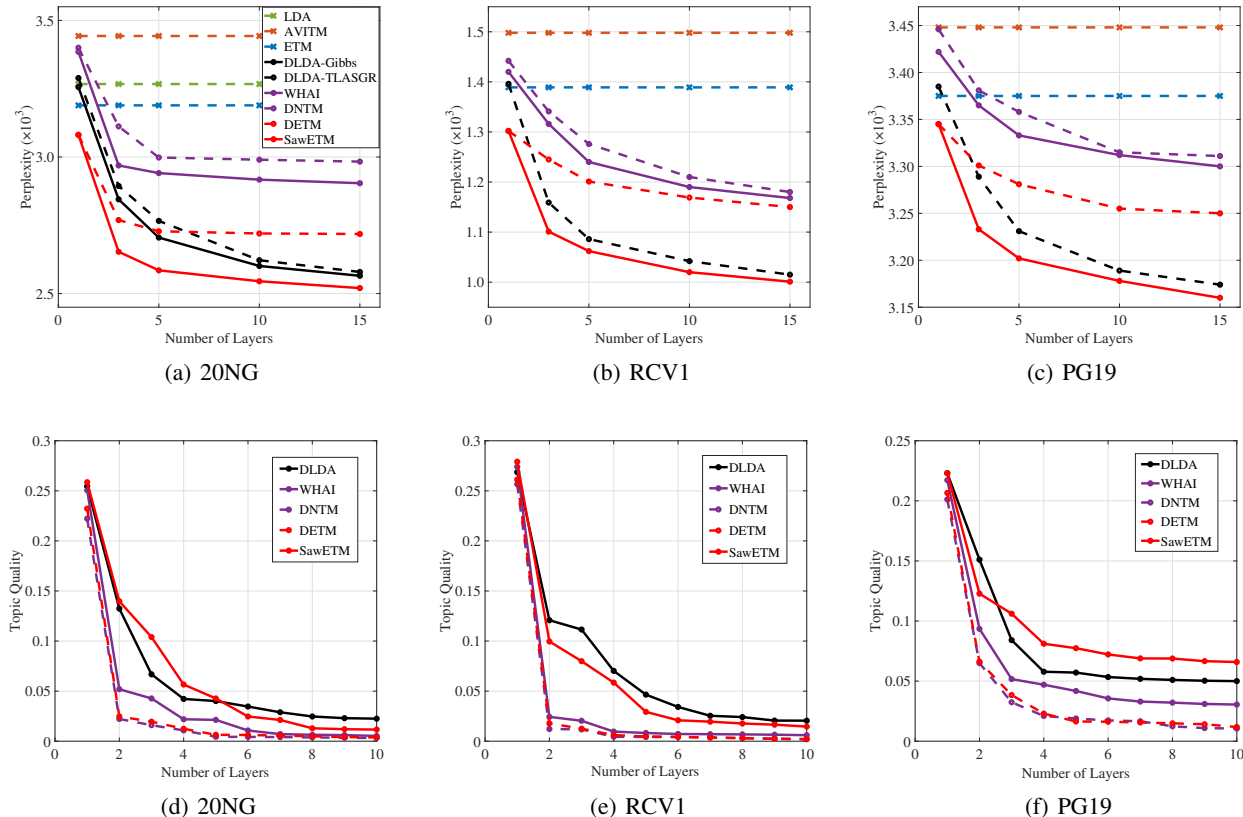 3.5
3.0
2.5
Perplexity (×10³)
0
5
10
15
Number of Layers
LDA
AVITM
ETM
DLDA-Gibbs
DLDA-TLASGR
WHAI
DNTM
DETM
SawETM
(a) 20NG
1.5
1.4
1.3
1.2
1.1
1.0
Perplexity (×10³)
0
5
10
15
Number of Layers
(b) RCV1
3.45
3.40
3.35
3.30
3.25
3.20
3.15
Perplexity (×10³)
0
5
10
15
Number of Layers
(c) PG19
0.3
0.25
0.2
0.15
0.1
0.05
0
Topic Quality
0
2
4
6
8
10
Number of Layers
DLDA
WHAI
DNTM
DETM
SawETM
(d) 20NG
0.3
0.25
0.2
0.15
0.1
0.05
0
Topic Quality
0
2
4
6
8
10
Number of Layers
DLDA
WHAI
DNTM
DETM
SawETM
(e) RCV1
0.25
0.2
0.15
0.1
0.05
0
Topic Quality
0
2
4
6
8
10
Number of Layers
DLDA
WHAI
DNTM
DETM
SawETM
(f) PG19